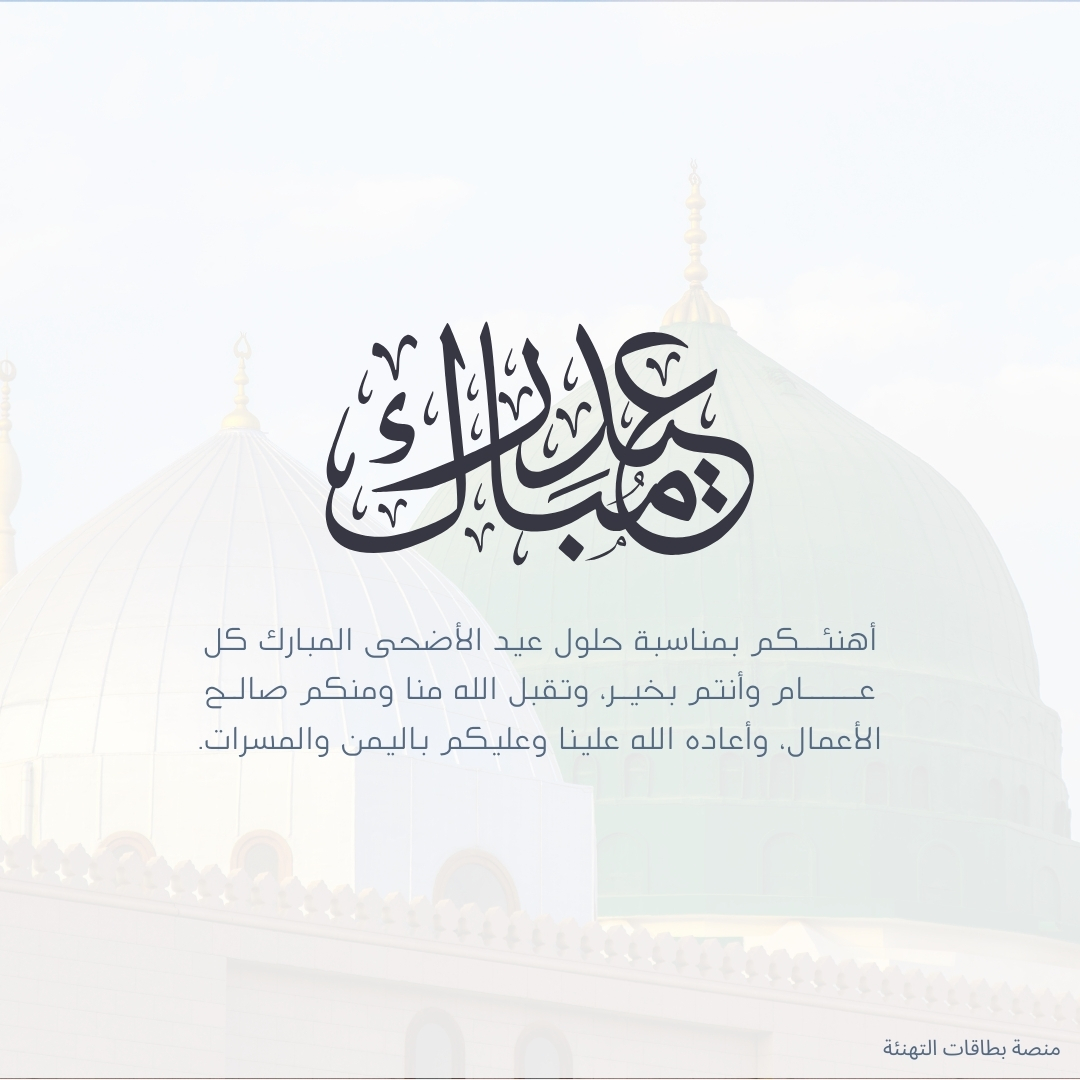 عيد مبارك
أهنئــكم بمناسبة حلول عيد الأضحى المبارك كل
عــــام وأنتم بخيـر، وتقبل الله منا ومنكم صالـح
الأعمال، وأعاده الله علينا وعليكم باليمن والمسرات.
منصة بطاقات التهنئة